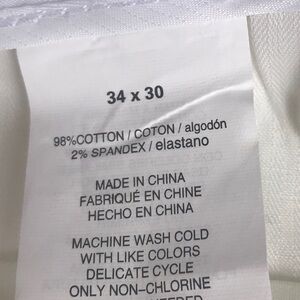 34 x 30
98%COTTON / COTON / algodón
2% SPANDEX / elastano
MADE IN CHINA
FABRIQUÉ EN CHINE
HECHO EN CHINA
MACHINE WASH COLD
WITH LIKE COLORS
DELICATE CYCLE
ONLY NON-CHLORINE